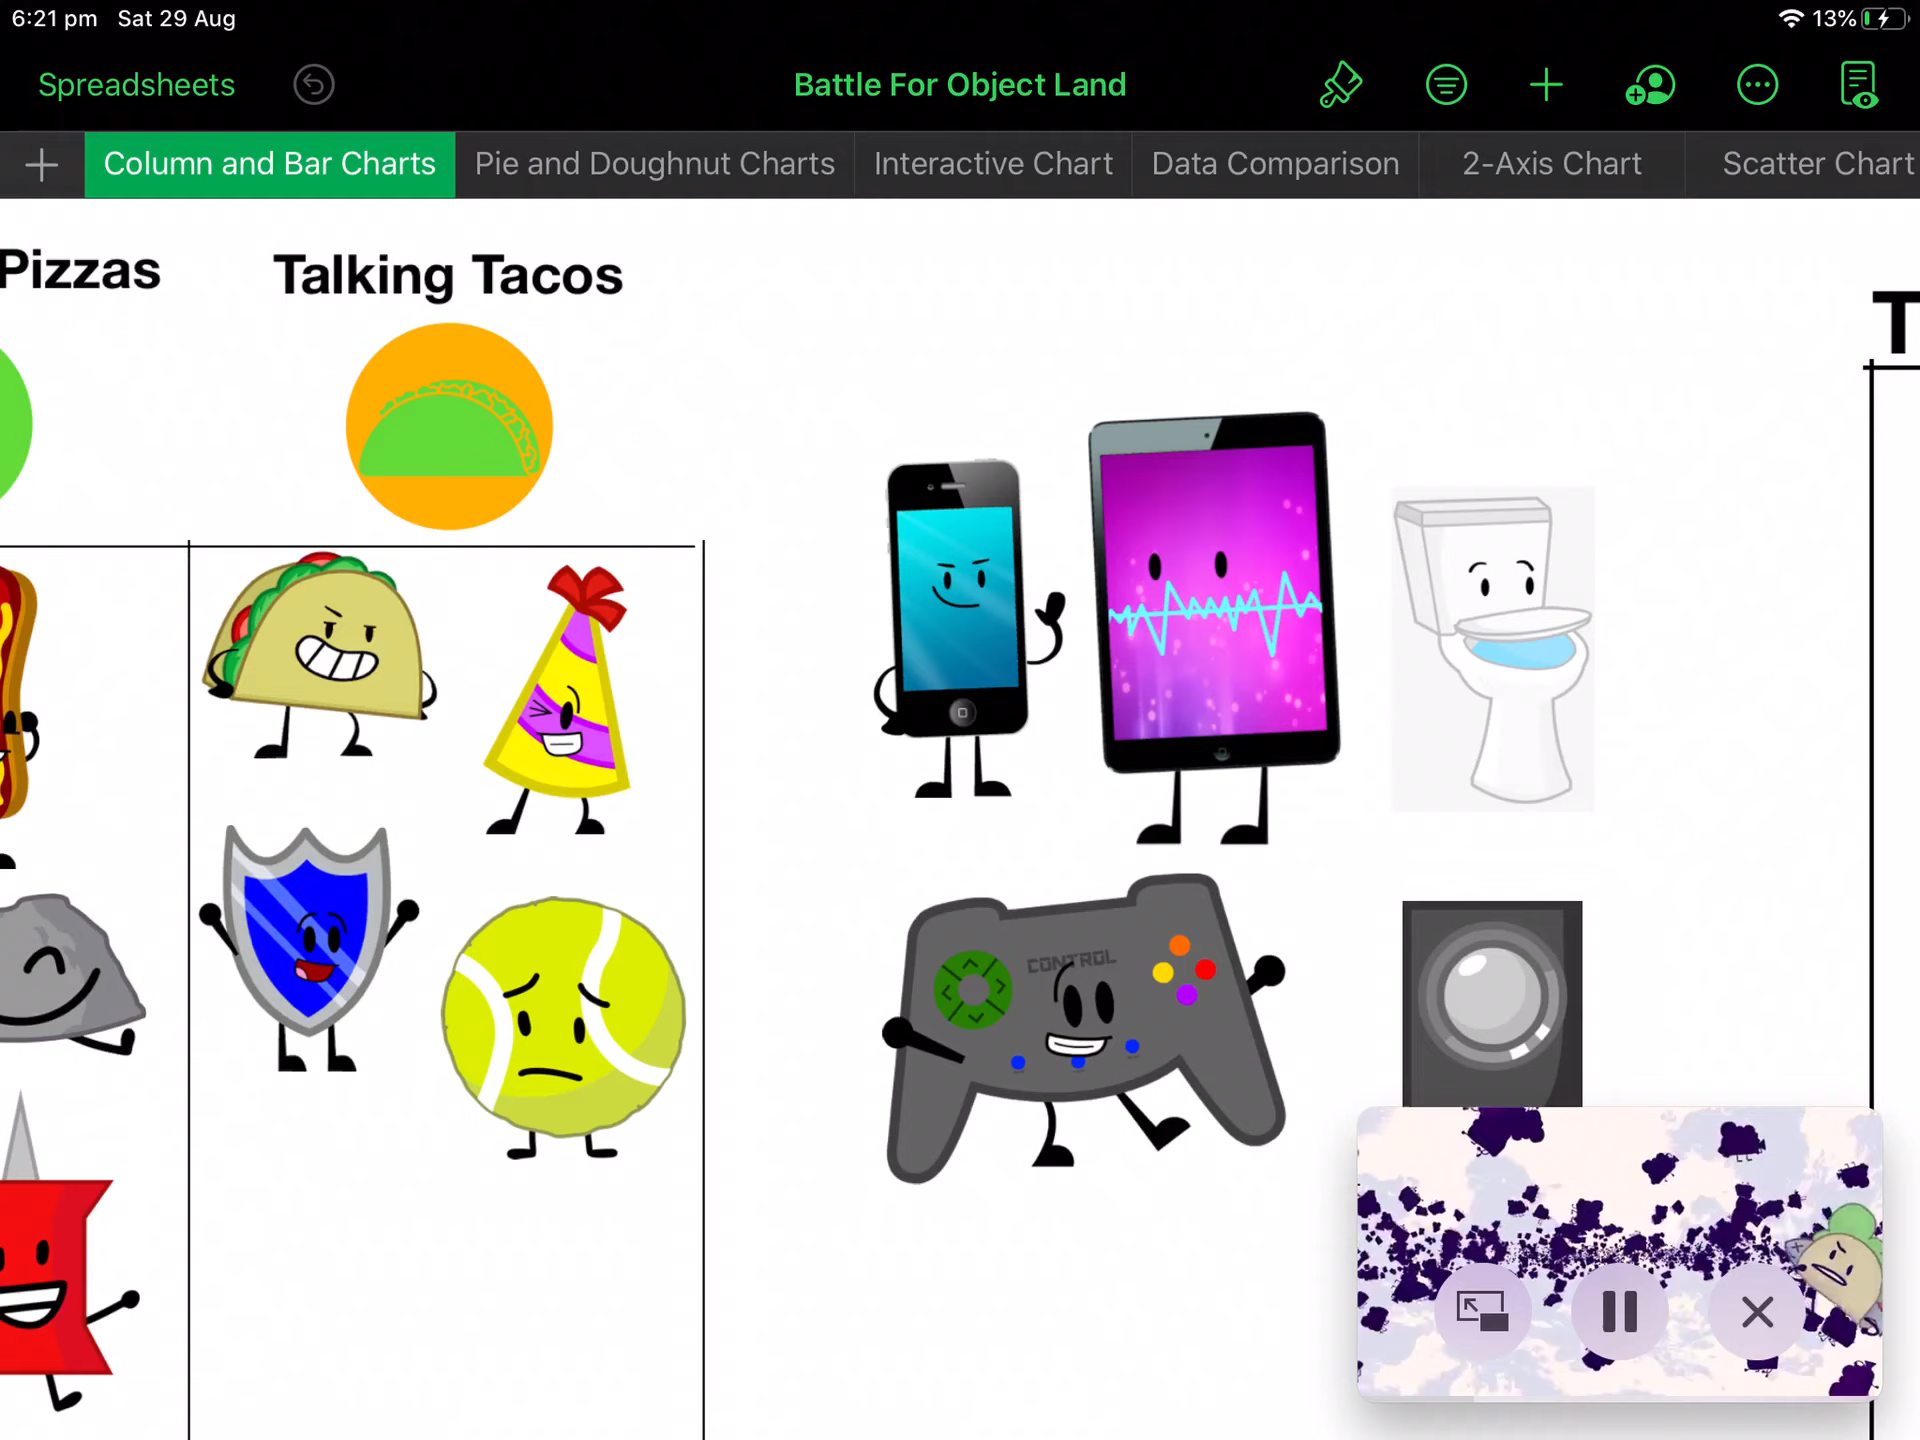 6:21 pm Sat 29 Aug
13%
Spreadsheets
Battle For Object Land
Column and Bar Charts
Pie and Doughnut Charts
Interactive Chart
Data Comparison
2-Axis Chart
Scatter Chart
Pizzas
Talking Tacos
T
CONTROL